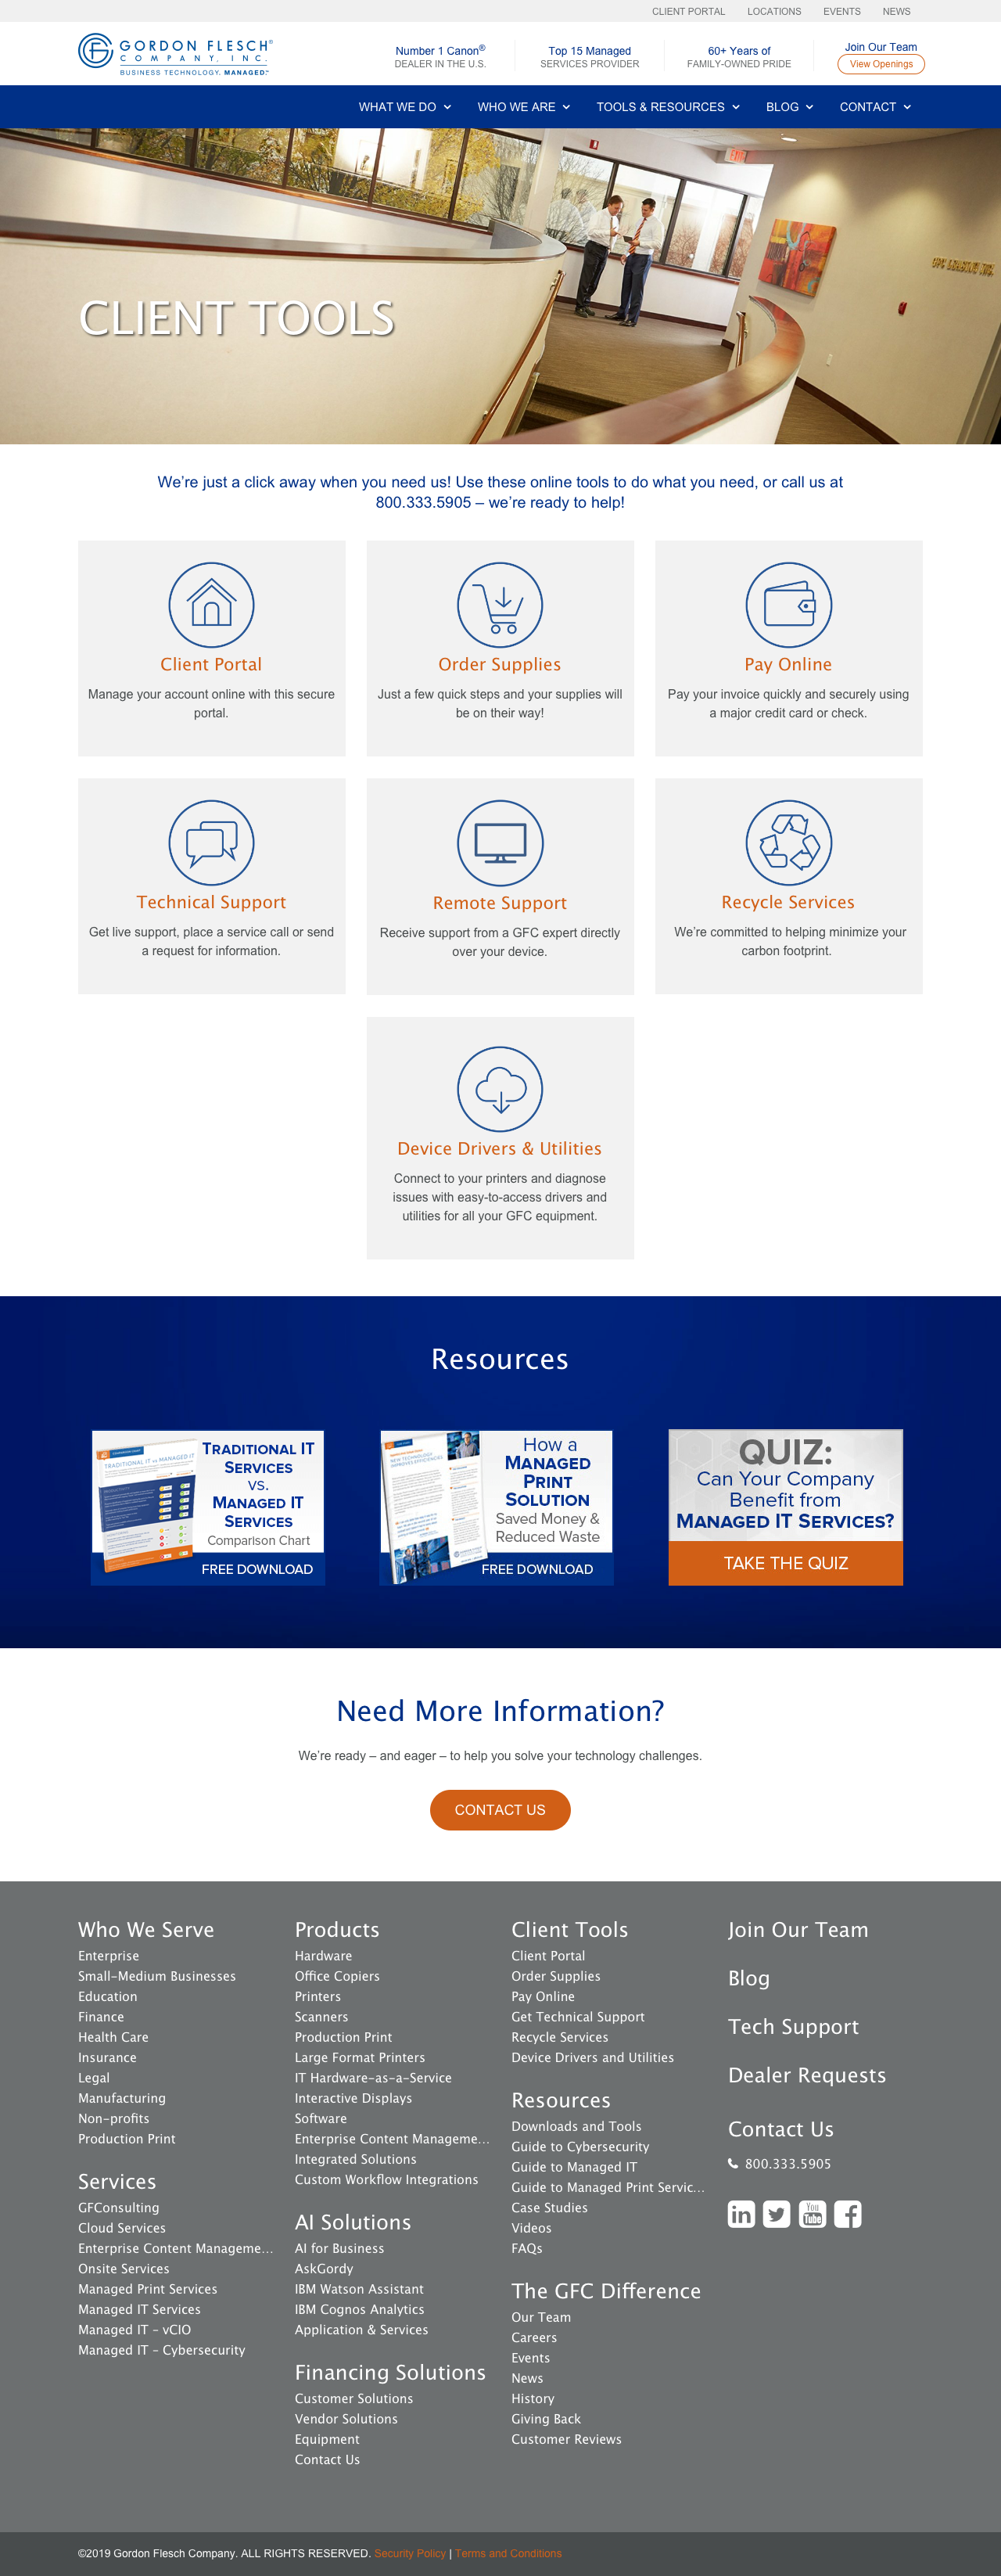 CLIENT PORTAL LOCATIONS EVENTS NEWS
GORDON FLESCH®
COMPANY, INC.
BUSINESS TECHNOLOGY, MANAGED.™
Number 1 Canon®
DEALER IN THE U.S.
Top 15 Managed
SERVICES PROVIDER
60+ Years of
FAMILY-OWNED PRIDE
Join Our Team
View Openings
WHAT WE DO WHO WE ARE TOOLS & RESOURCES BLOG CONTACT
EXIT
CLIENT TOOLS
We're just a click away when you need us! Use these online tools to do what you need, or call us at
800.333.5905 – we're ready to help!
Client Portal
Manage your account online with this secure
portal.
Order Supplies
Just a few quick steps and your supplies will
be on their way!
Pay Online
Pay your invoice quickly and securely using
a major credit card or check.
Technical Support
Get live support, place a service call or send
a request for information.
Remote Support
Receive support from a GFC expert directly
over your device.
Recycle Services
We're committed to helping minimize your
carbon footprint.
Device Drivers & Utilities
Connect to your printers and diagnose
issues with easy-to-access drivers and
utilities for all your GFC equipment.
Resources
TRADITIONAL IT vs MANAGED IT
TRADITIONAL IT
SERVICES
VS.
MANAGED IT
SERVICES
Comparison Chart
FREE DOWNLOAD
How a
MANAGED
PRINT
SOLUTION
Saved Money &
Reduced Waste
FREE DOWNLOAD
QUIZ:
Can Your Company
Benefit from
MANAGED IT SERVICES?
TAKE THE QUIZ
Need More Information?
We're ready – and eager – to help you solve your technology challenges.
CONTACT US
Who We Serve
Enterprise
Small-Medium Businesses
Education
Finance
Health Care
Insurance
Legal
Manufacturing
Non-profits
Production Print
Services
GFConsulting
Cloud Services
Enterprise Content Manageme...
Onsite Services
Managed Print Services
Managed IT Services
Managed IT - vCIO
Managed IT - Cybersecurity
Products
Hardware
Office Copiers
Printers
Scanners
Production Print
Large Format Printers
IT Hardware-as-a-Service
Interactive Displays
Software
Enterprise Content Manageme...
Integrated Solutions
Custom Workflow Integrations
AI Solutions
AI for Business
AskGordy
IBM Watson Assistant
IBM Cognos Analytics
Application & Services
Financing Solutions
Customer Solutions
Vendor Solutions
Equipment
Contact Us
Client Tools
Client Portal
Order Supplies
Pay Online
Get Technical Support
Recycle Services
Device Drivers and Utilities
Resources
Downloads and Tools
Guide to Cybersecurity
Guide to Managed IT
Guide to Managed Print Servic...
Case Studies
Videos
FAQs
The GFC Difference
Our Team
Careers
Events
News
History
Giving Back
Customer Reviews
Join Our Team
Blog
Tech Support
Dealer Requests
Contact Us
800.333.5905
in
You
Tube
©2019 Gordon Flesch Company. ALL RIGHTS RESERVED. Security Policy | Terms and Conditions